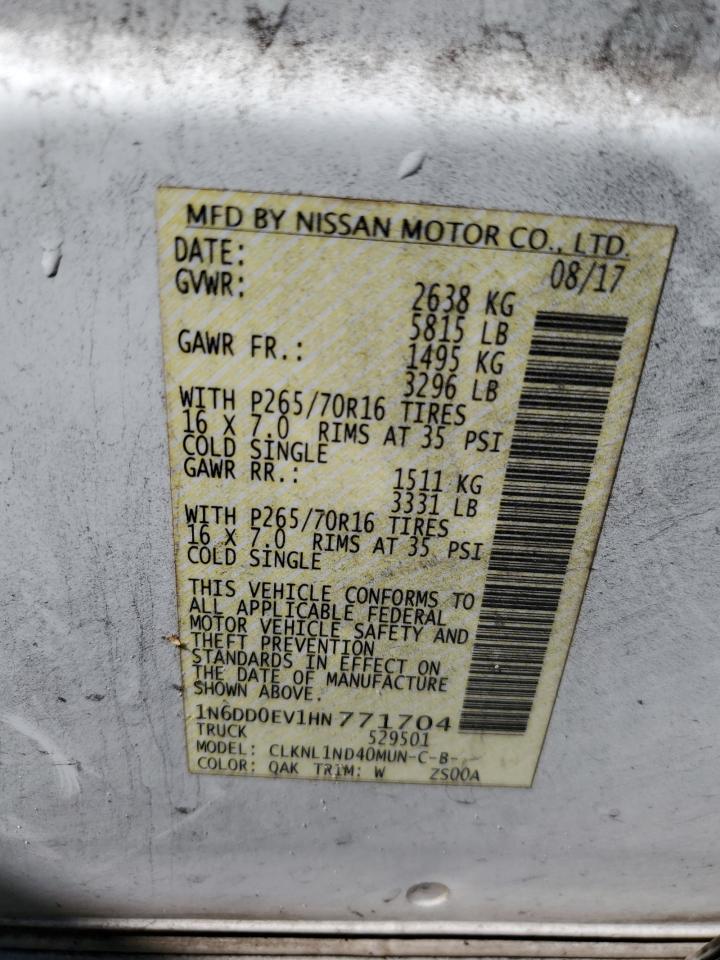 MFD BY NISSAN MOTOR CO., LTD.
DATE: 08/17
GVWR: 2638 KG
5815 LB
GAWR FR.: 1495 KG
3296 LB
WITH P265/70R16 TIRES
16 X 7.0 RIMS AT 35 PSI
COLD SINGLE
GAWR RR.: 1511 KG
3331 LB
WITH P265/70R16 TIRES
16 X 7.0 RIMS AT 35 PSI
COLD SINGLE
THIS VEHICLE CONFORMS TO
ALL APPLICABLE FEDERAL
MOTOR VEHICLE SAFETY AND
THEFT PREVENTION
STANDARDS IN EFFECT ON
THE DATE OF MANUFACTURE
SHOWN ABOVE.
1N6DD0EV1HN771704
TRUCK 529501
MODEL: CLKNL1ND40MUN-C-B-
COLOR: QAK TRIM: W ZS00A